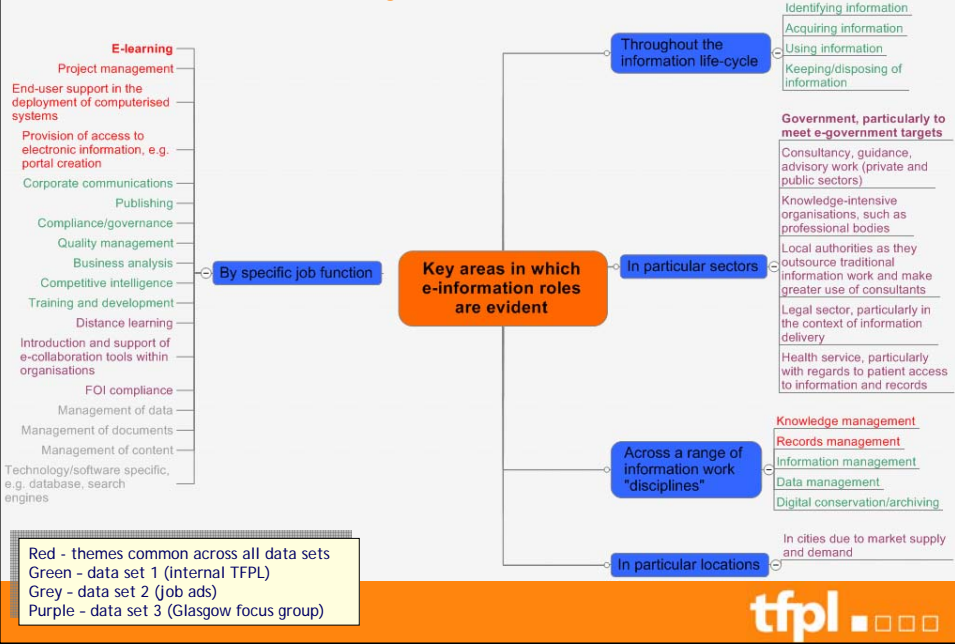 Key areas in which
e-information roles
are evident
Throughout the
information life-cycle
Identifying information
Acquiring information
Using information
Keeping/disposing of
information
In particular sectors
Government, particularly to
meet e-government targets
Consultancy, guidance,
advisory work (private and
public sectors)
Knowledge-intensive
organisations, such as
professional bodies
Local authorities as they
outsource traditional
information work and make
greater use of consultants
Legal sector, particularly in
the context of information
delivery
Health service, particularly
with regards to patient access
to information and records
Across a range of
information work
"disciplines"
Knowledge management
Records management
Information management
Data management
Digital conservation/archiving
In particular locations
In cities due to market supply
and demand
By specific job function
E-learning
Project management
End-user support in the
deployment of computerised
systems
Provision of access to
electronic information, e.g.
portal creation
Corporate communications
Publishing
Compliance/governance
Quality management
Business analysis
Competitive intelligence
Training and development
Distance learning
Introduction and support of
e-collaboration tools within
organisations
FOI compliance
Management of data
Management of documents
Management of content
Technology/software specific,
e.g. database, search
engines
Red - themes common across all data sets
Green – data set 1 (internal TFPL)
Grey – data set 2 (job ads)
Purple – data set 3 (Glasgow focus group)
tfpl